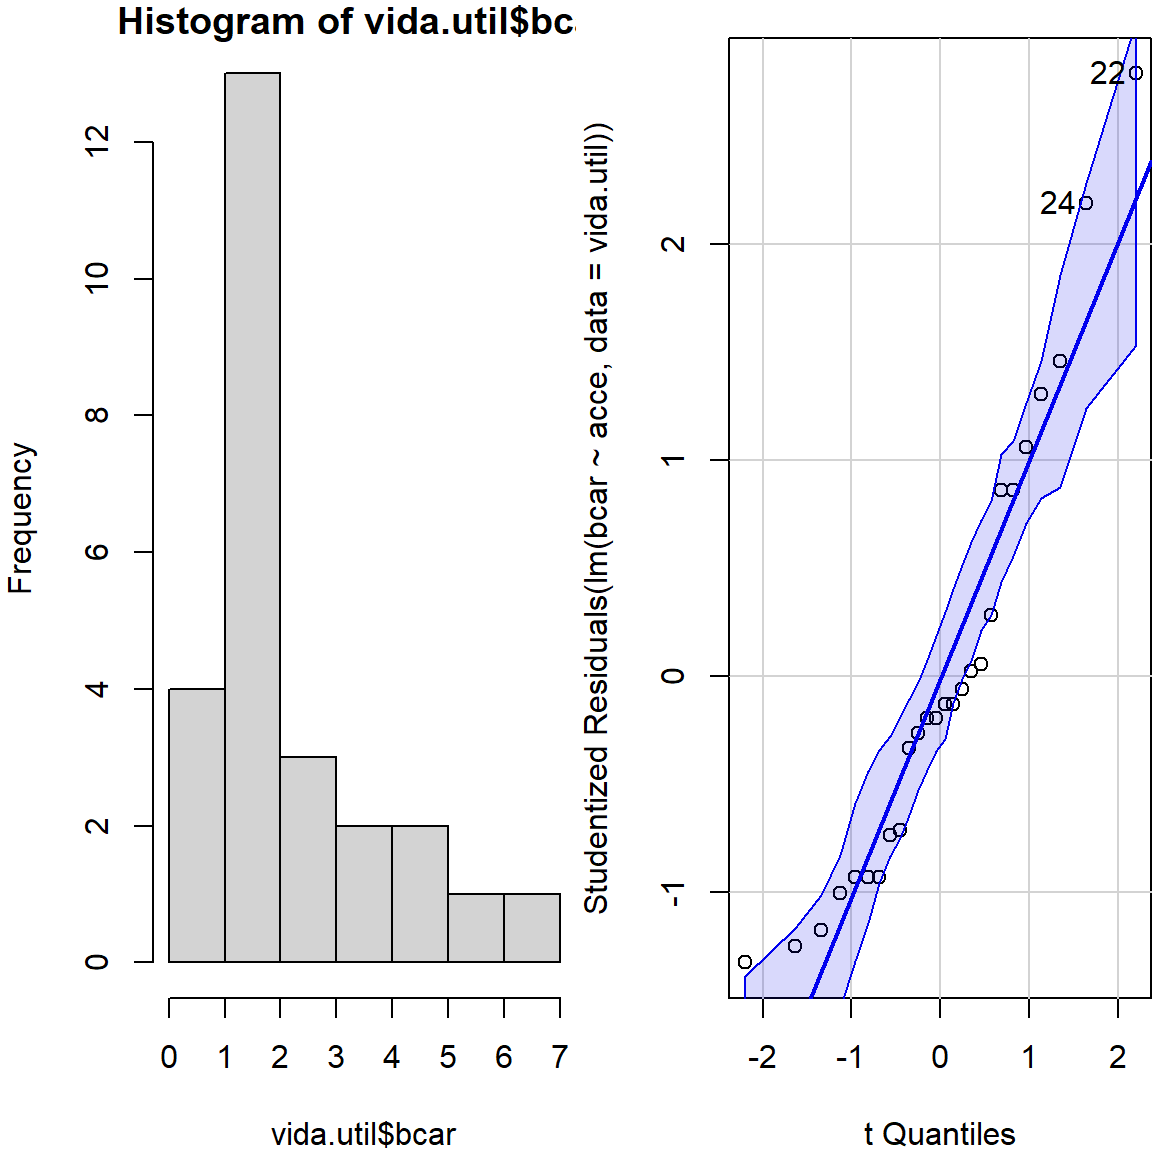 Histogram of vida.util$bc
Frequency
12
10
8
6
4
2
0
0 1 2 3 4 5 6 7
vida.util$bcar
Studentized Residuals(lm(bcar ~ acce, data = vida.util))
2
1
0
-1
22
24
-2 -1 0 1 2
t Quantiles